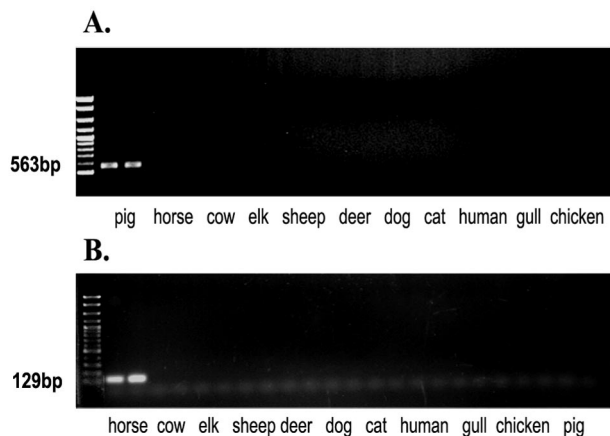 A.
563bp
pig horse cow elk sheep deer dog cat human gull chicken
B.
129bp
horse cow elk sheep deer dog cat human gull chicken pig